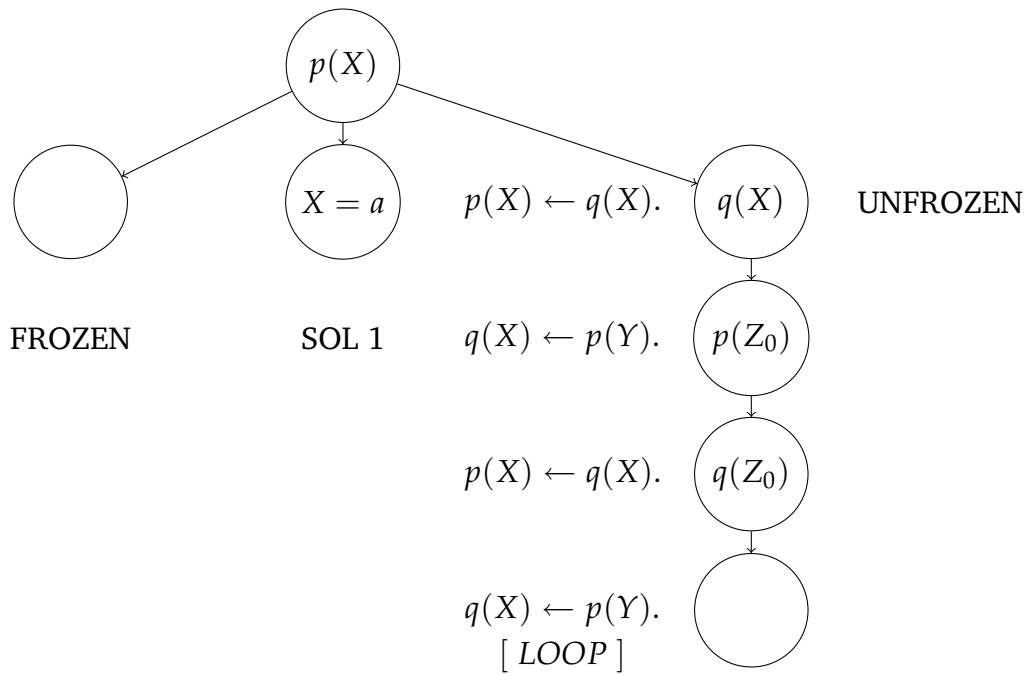 p(X)
X = a
p(X) ← q(X).
q(X)
UNFROZEN
FROZEN
SOL 1
q(X) ← p(Y).
p(Z₀)
p(X) ← q(X).
q(Z₀)
q(X) ← p(Y).
[ LOOP ]